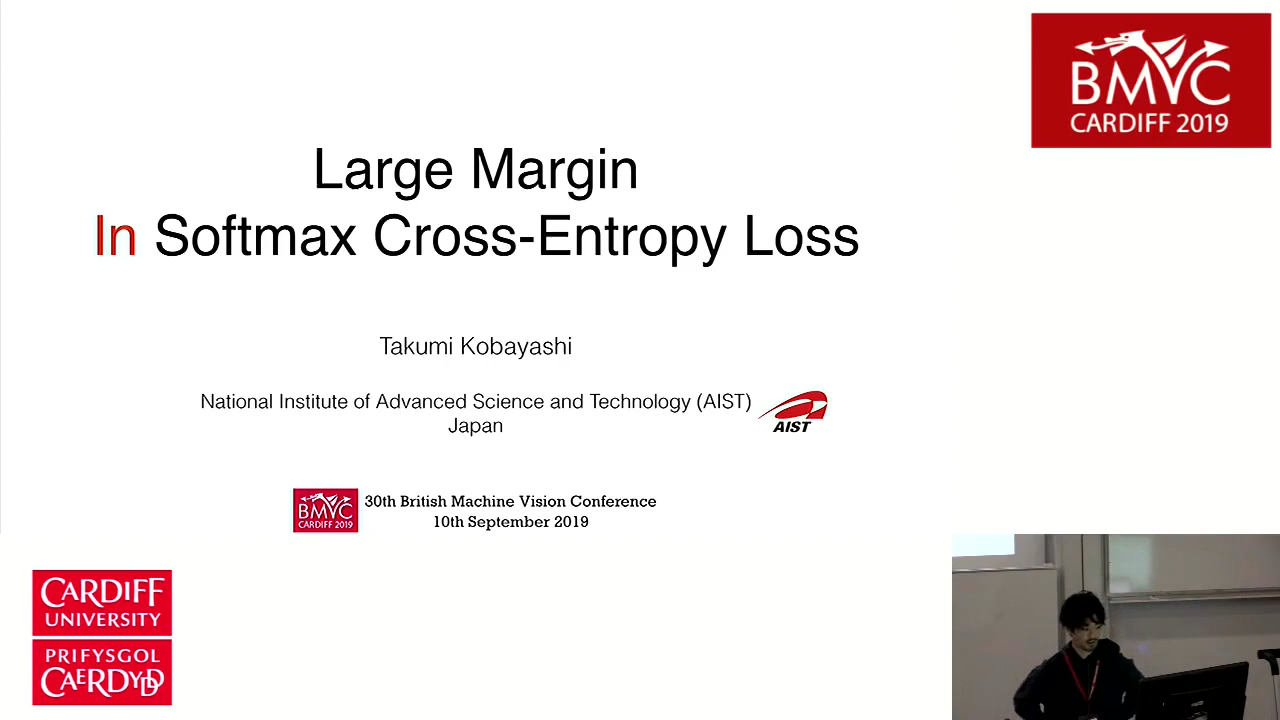 BMVC
CARDIFF 2019
Large Margin
In Softmax Cross-Entropy Loss
Takumi Kobayashi
National Institute of Advanced Science and Technology (AIST)
Japan
AIST
BMVC
CARDIFF 2019
30th British Machine Vision Conference
10th September 2019
CARDIFF
UNIVERSITY
PRIFYSGOL
CAERDYDD